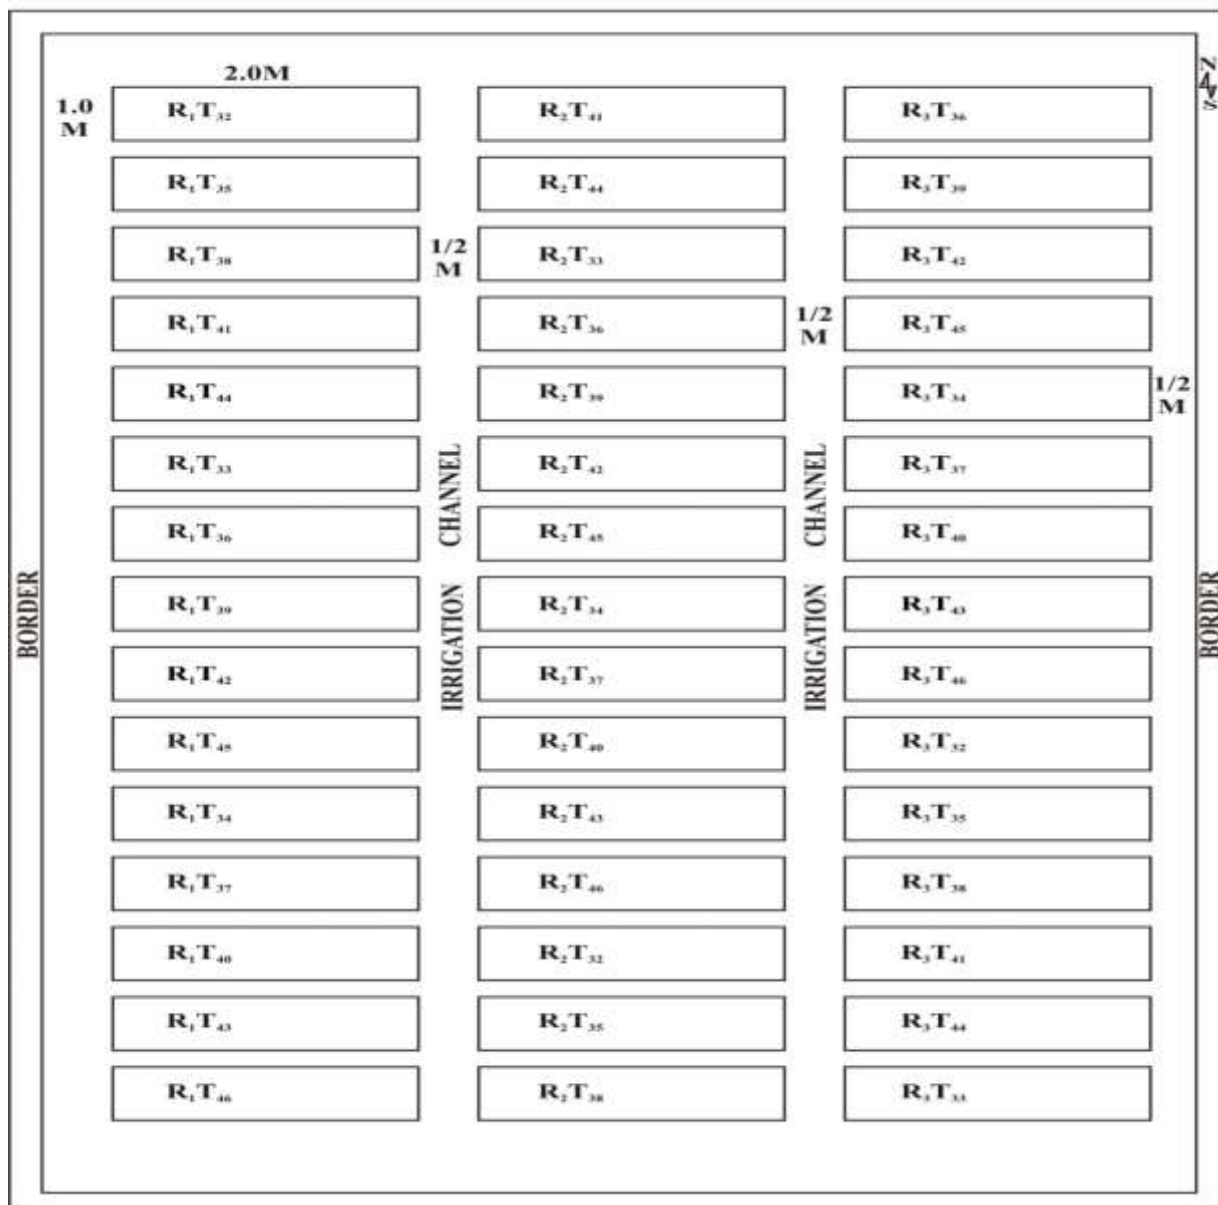 2.0M
N
S
1.0
M
R₁T₃₂ R₂T₄₁ R₃T₃₆
R₁T₃₅ R₂T₄₄ R₃T₃₉
R₁T₃₈ 1/2 M R₂T₃₃ R₃T₄₂
R₁T₄₁ R₂T₃₆ 1/2 M R₃T₄₅
R₁T₄₄ R₂T₃₉ R₃T₃₄ 1/2 M
R₁T₃₃ R₂T₄₂ R₃T₃₇
R₁T₃₆ R₂T₄₅ R₃T₄₀
R₁T₃₉ R₂T₃₄ R₃T₄₃
R₁T₄₂ R₂T₃₇ R₃T₄₆
R₁T₄₅ R₂T₄₀ R₃T₃₂
R₁T₃₄ R₂T₄₃ R₃T₃₅
R₁T₃₇ R₂T₄₆ R₃T₃₈
R₁T₄₀ R₂T₃₂ R₃T₄₁
R₁T₄₃ R₂T₃₅ R₃T₄₄
R₁T₄₆ R₂T₃₈ R₃T₃₃
BORDER
IRRIGATION CHANNEL
IRRIGATION CHANNEL
BORDER